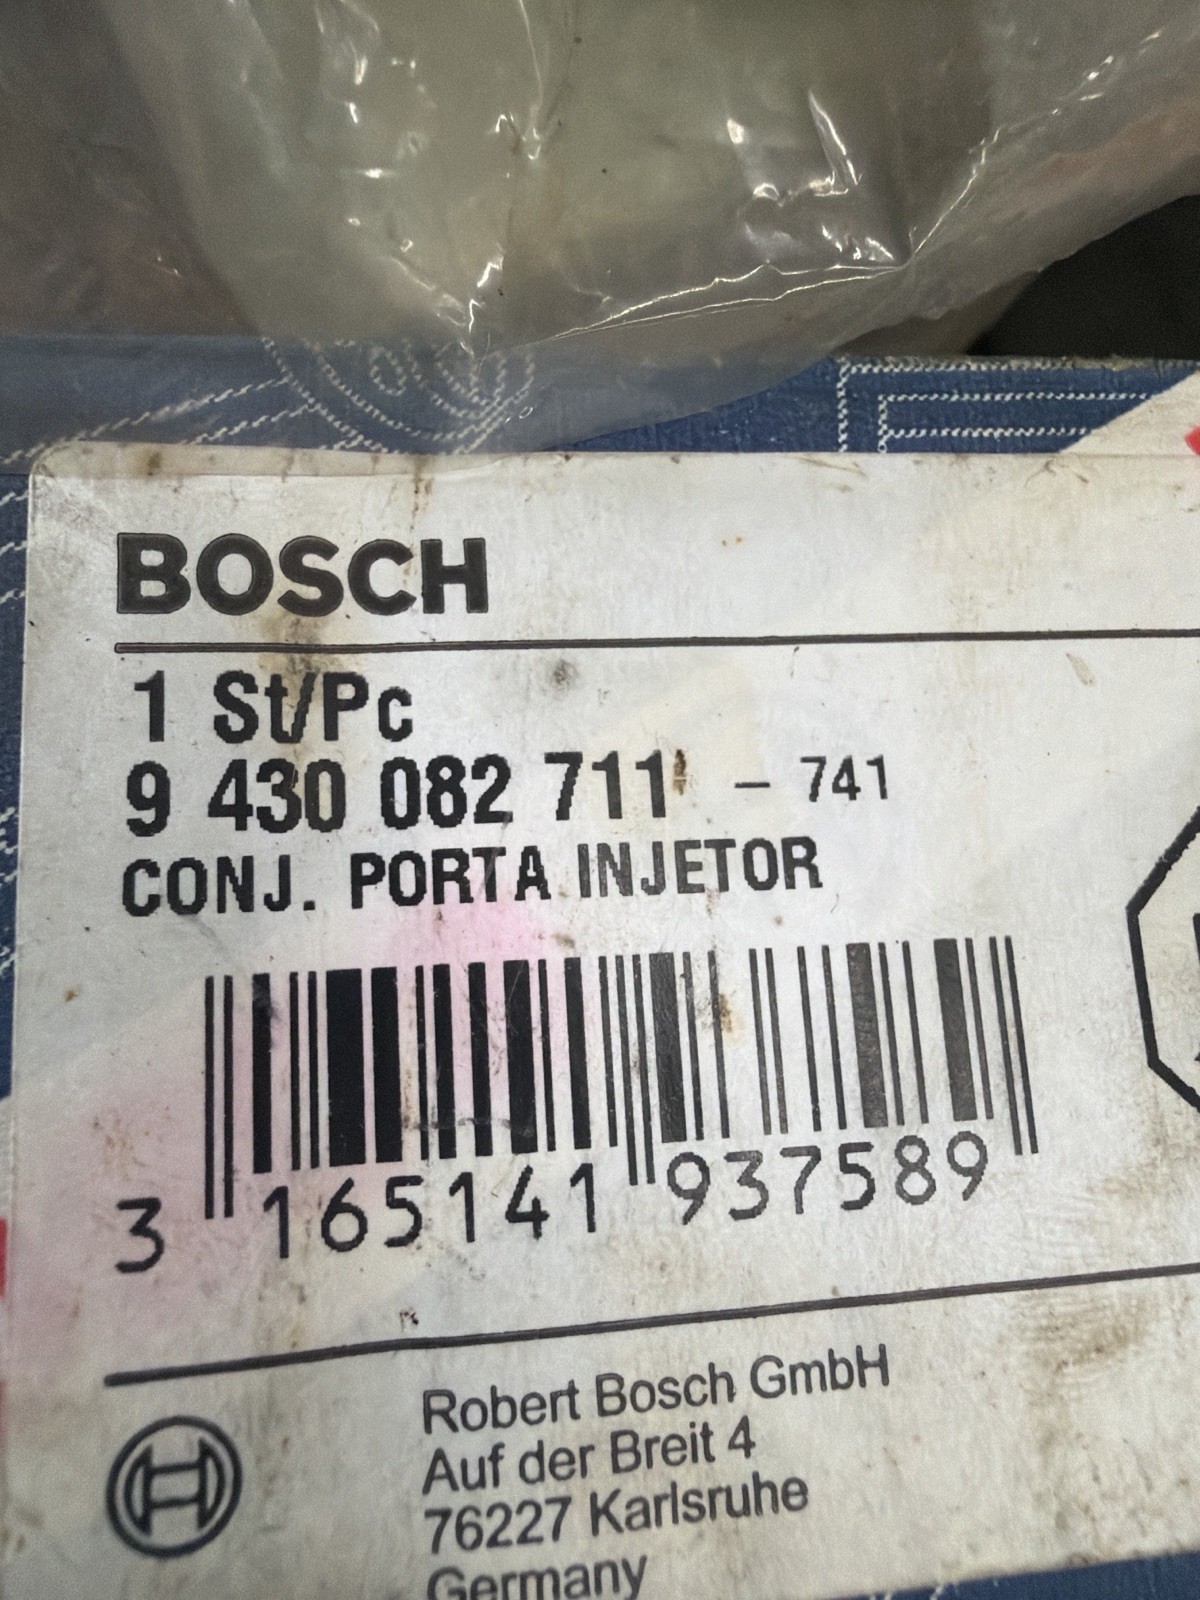 BOSCH
1 St/Pc
9 430 082 711 - 741
CONJ. PORTA INJETOR
3 165141 937589
Robert Bosch GmbH
Auf der Breit 4
76227 Karlsruhe
Germany